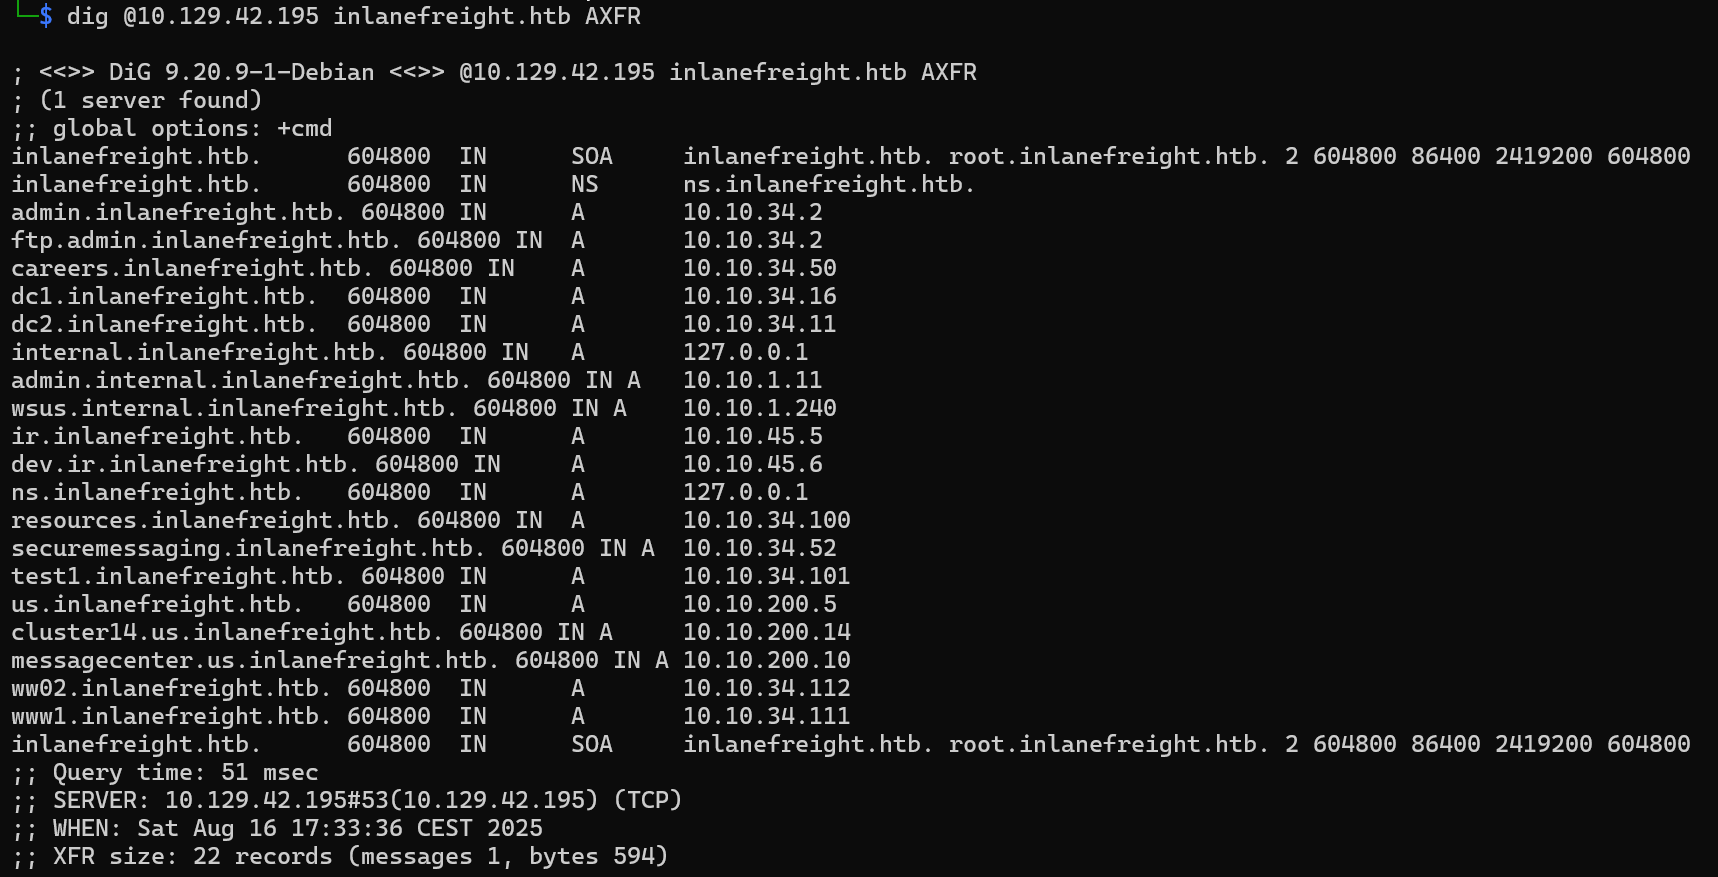 └─$ dig @10.129.42.195 inlanefreight.htb AXFR
; <<>> DiG 9.20.9-1-Debian <<>> @10.129.42.195 inlanefreight.htb AXFR
; (1 server found)
;; global options: +cmd
inlanefreight.htb. 604800 IN SOA inlanefreight.htb. root.inlanefreight.htb. 2 604800 86400 2419200 604800
inlanefreight.htb. 604800 IN NS ns.inlanefreight.htb.
admin.inlanefreight.htb. 604800 IN A 10.10.34.2
ftp.admin.inlanefreight.htb. 604800 IN A 10.10.34.2
careers.inlanefreight.htb. 604800 IN A 10.10.34.50
dc1.inlanefreight.htb. 604800 IN A 10.10.34.16
dc2.inlanefreight.htb. 604800 IN A 10.10.34.11
internal.inlanefreight.htb. 604800 IN A 127.0.0.1
admin.internal.inlanefreight.htb. 604800 IN A 10.10.1.11
wsus.internal.inlanefreight.htb. 604800 IN A 10.10.1.240
ir.inlanefreight.htb. 604800 IN A 10.10.45.5
dev.ir.inlanefreight.htb. 604800 IN A 10.10.45.6
ns.inlanefreight.htb. 604800 IN A 127.0.0.1
resources.inlanefreight.htb. 604800 IN A 10.10.34.100
securemessaging.inlanefreight.htb. 604800 IN A 10.10.34.52
test1.inlanefreight.htb. 604800 IN A 10.10.34.101
us.inlanefreight.htb. 604800 IN A 10.10.200.5
cluster14.us.inlanefreight.htb. 604800 IN A 10.10.200.14
messagecenter.us.inlanefreight.htb. 604800 IN A 10.10.200.10
ww02.inlanefreight.htb. 604800 IN A 10.10.34.112
www1.inlanefreight.htb. 604800 IN A 10.10.34.111
inlanefreight.htb. 604800 IN SOA inlanefreight.htb. root.inlanefreight.htb. 2 604800 86400 2419200 604800
;; Query time: 51 msec
;; SERVER: 10.129.42.195#53(10.129.42.195) (TCP)
;; WHEN: Sat Aug 16 17:33:36 CEST 2025
;; XFR size: 22 records (messages 1, bytes 594)